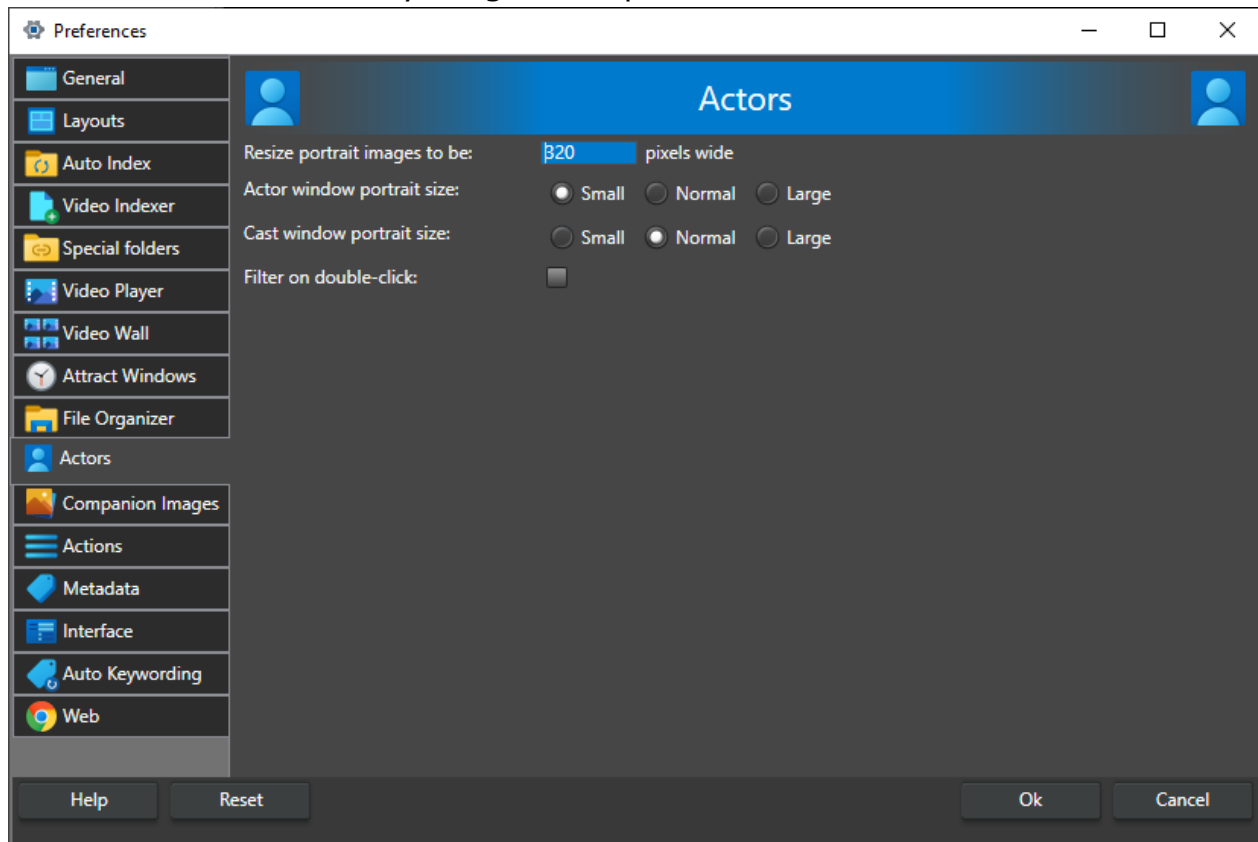 Preferences
General
Layouts
Auto Index
Video Indexer
Special folders
Video Player
Video Wall
Attract Windows
File Organizer
Actors
Companion Images
Actions
Metadata
Interface
Auto Keywording
Web
Actors
Resize portrait images to be: 320 pixels wide
Actor window portrait size: Small Normal Large
Cast window portrait size: Small Normal Large
Filter on double-click:
Help Reset Ok Cancel